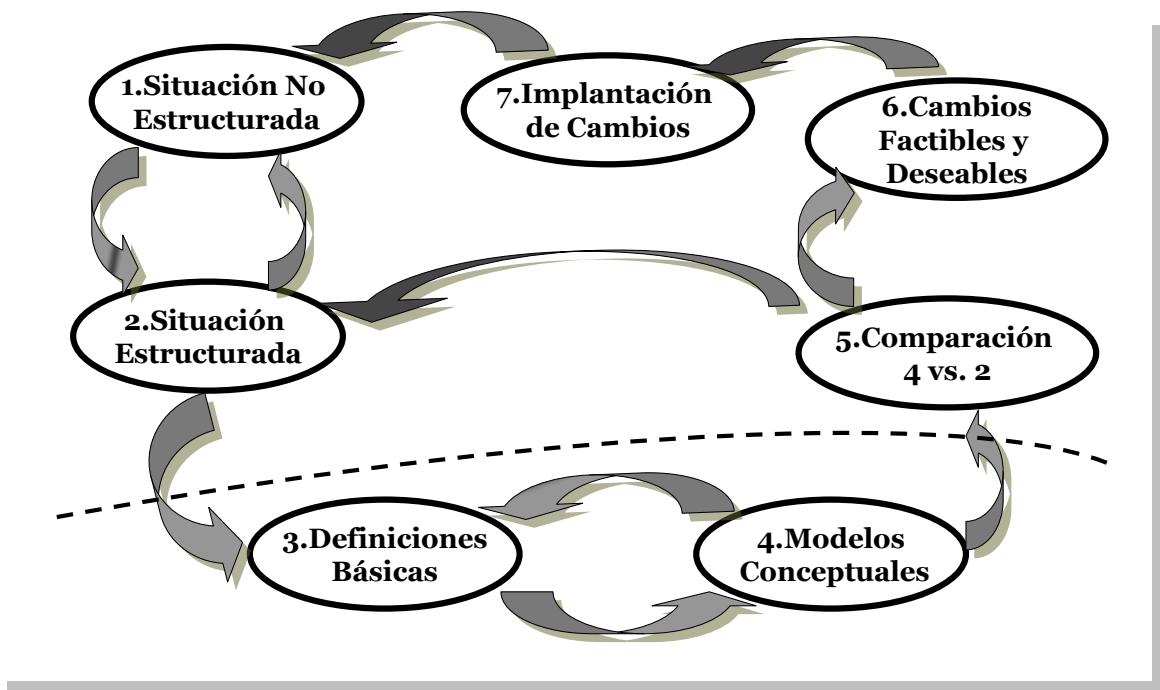 1.Situación No
Estructurada
7.Implantación
de Cambios
6.Cambios
Factibles y
Deseables
2.Situación
Estructurada
5.Comparación
4 vs. 2
3.Definiciones
Básicas
4.Modelos
Conceptuales